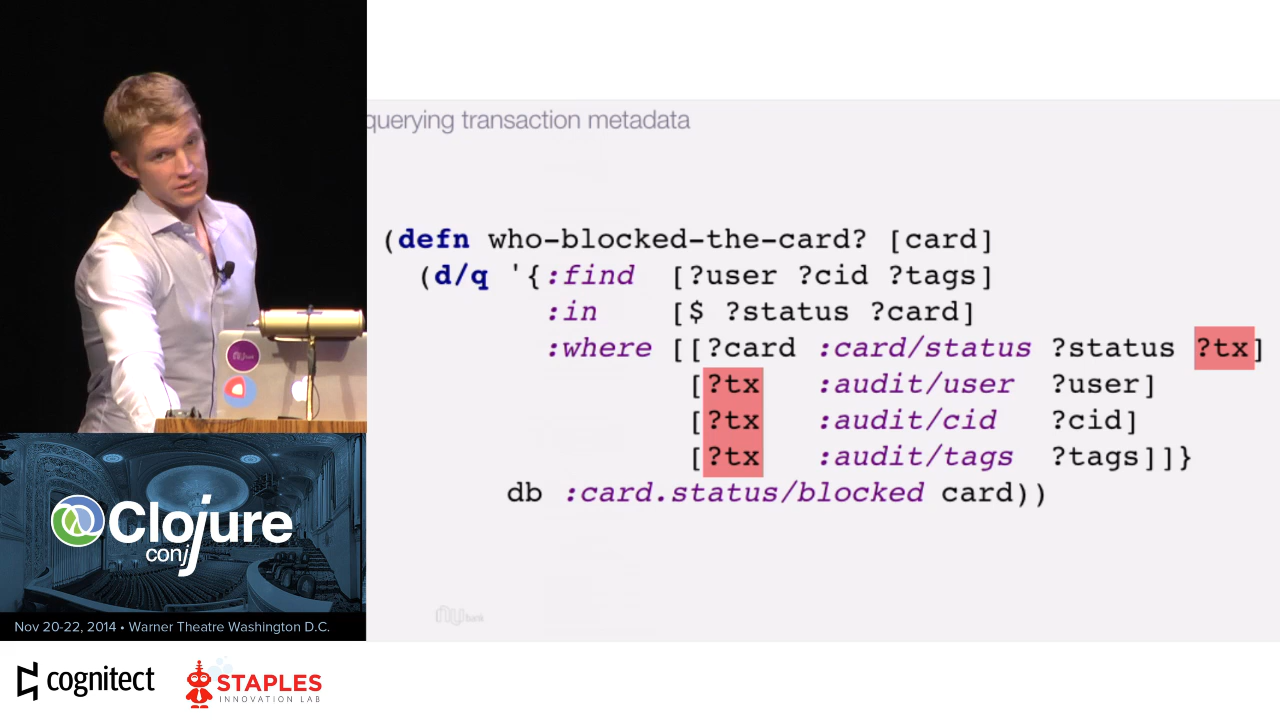 querying transaction metadata
(defn who-blocked-the-card? [card]
(d/q '{:find [?user ?cid ?tags]
:in [$ ?status ?card]
:where [[?card :card/status ?status ?tx]
[?tx :audit/user ?user]
[?tx :audit/cid ?cid]
[?tx :audit/tags ?tags]]}
db :card.status/blocked card))
nu bank
Clojure
conj
Nov 20-22, 2014 • Warner Theatre Washington D.C.
cognitect
STAPLES
INNOVATION LAB